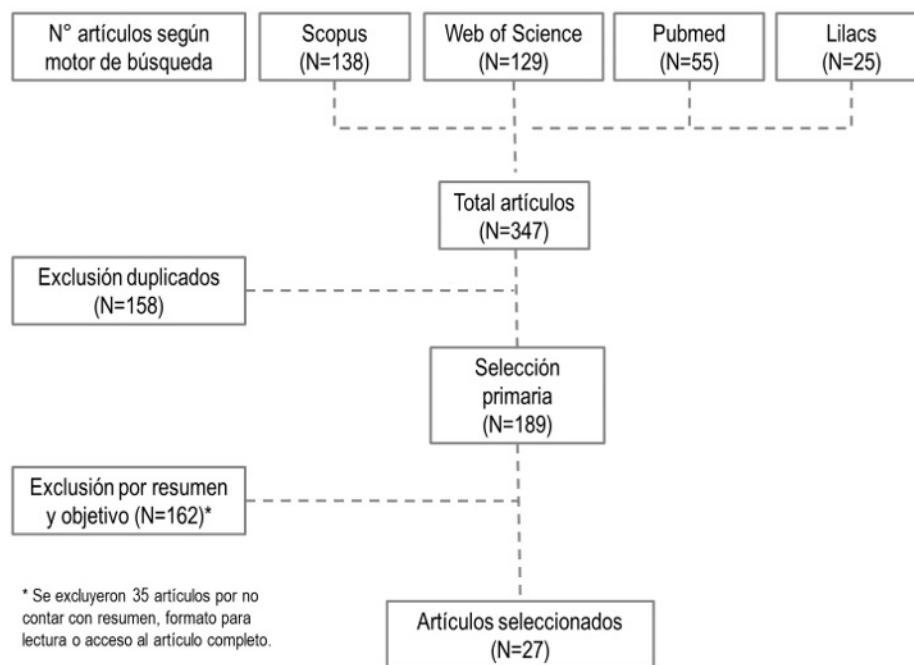 N° artículos según
motor de búsqueda
Scopus
(N=138)
Web of Science
(N=129)
Pubmed
(N=55)
Lilacs
(N=25)
Total artículos
(N=347)
Exclusión duplicados
(N=158)
Selección
primaria
(N=189)
Exclusión por resumen
y objetivo (N=162)*
* Se excluyeron 35 artículos por no
contar con resumen, formato para
lectura o acceso al artículo completo.
Artículos seleccionados
(N=27)